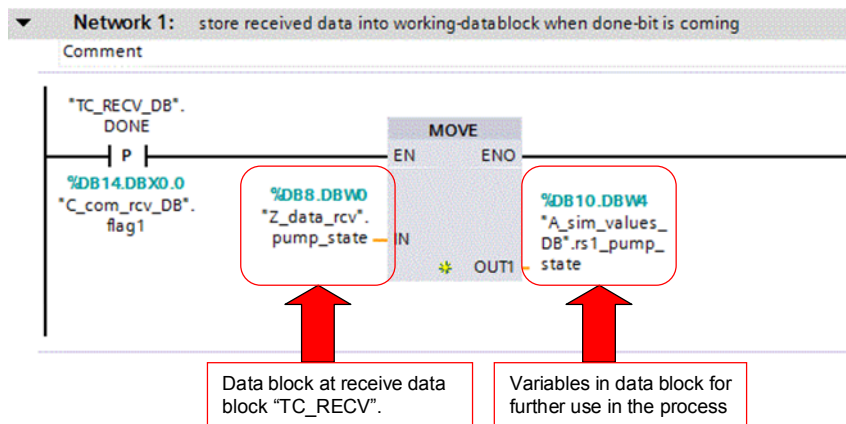 Network 1: store received data into working-datablock when done-bit is coming
Comment
"TC_RECV_DB".
DONE
P
%DB14.DBX0.0
"C_com_rcv_DB".
flag1
MOVE
EN ENO
%DB8.DBW0
"Z_data_rcv".
pump_state
IN
%DB10.DBW4
"A_sim_values_
DB".rs1_pump_
state
OUT1
Data block at receive data
block “TC_RECV”.
Variables in data block for
further use in the process